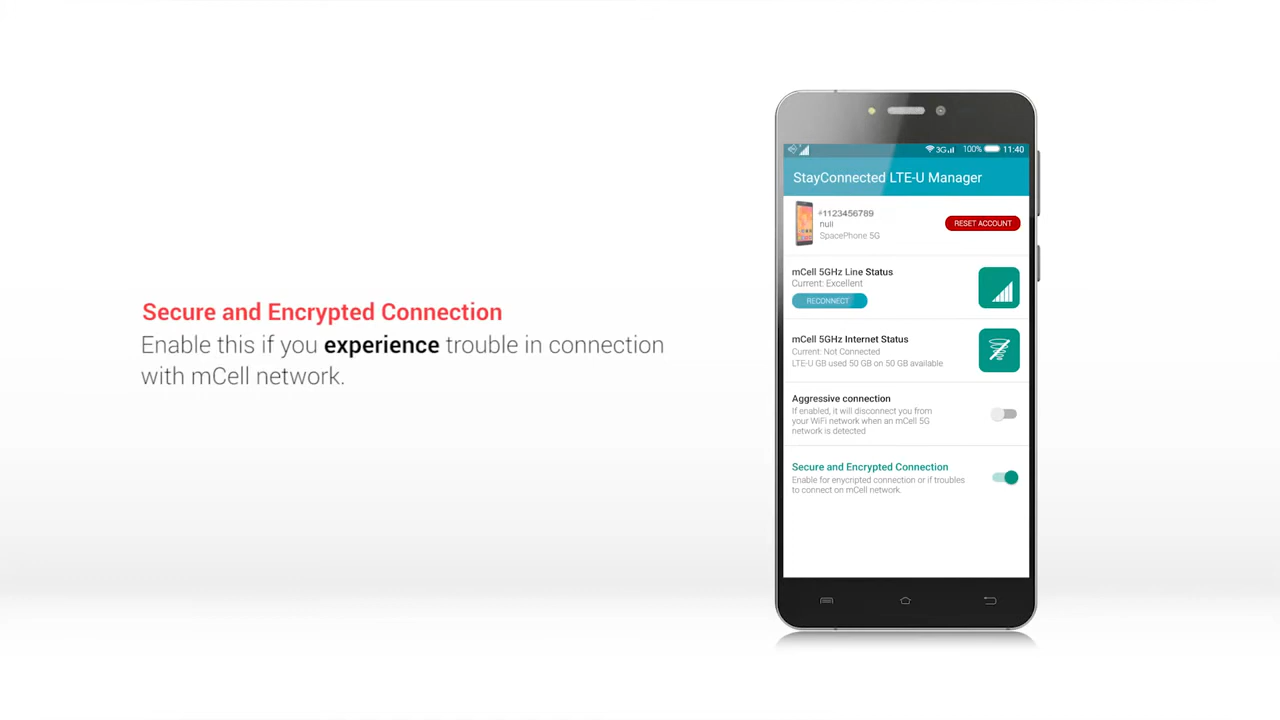 Secure and Encrypted Connection
Enable this if you experience trouble in connection
with mCell network.
3G 100% 11:40
StayConnected LTE-U Manager
+1123456789
null
SpacePhone 5G
RESET ACCOUNT
mCell 5GHz Line Status
Current: Excellent
RECONNECT
mCell 5GHz Internet Status
Current: Not Connected
LTE-U GB used 50 GB on 50 GB available
Aggressive connection
If enabled, it will disconnect you from
your WiFi network when an mCell 5G
network is detected
Secure and Encrypted Connection
Enable for enycripted connection or if troubles
to connect on mCell network.